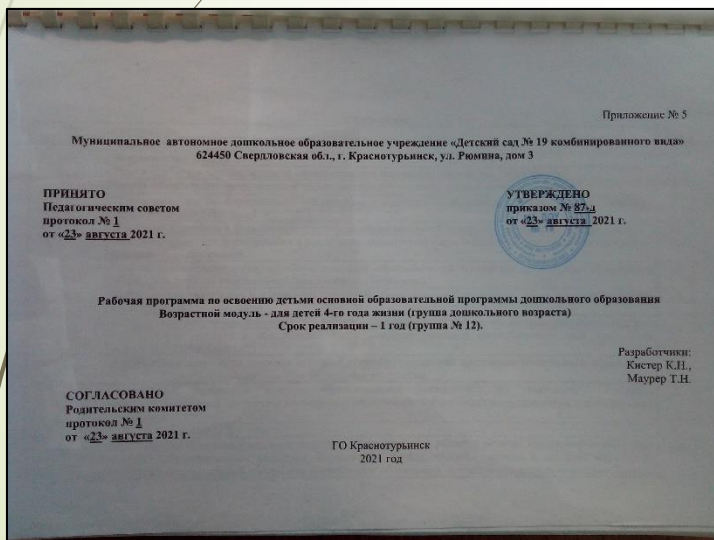 Приложение № 5
Муниципальное автономное дошкольное образовательное учреждение «Детский сад № 19 комбинированного вида»
624450 Свердловская обл., г. Краснотурьинск, ул. Рюмина, дом 3
ПРИНЯТО
Педагогическим советом
протокол № 1
от «23» августа 2021 г.
УТВЕРЖДЕНО
приказом № 87-д
от «23» августа 2021 г.
Рабочая программа по освоению детьми основной образовательной программы дошкольного образования
Возрастной модуль - для детей 4-го года жизни (группа дошкольного возраста)
Срок реализации – 1 год (группа № 12).
Разработчики:
Кистер К.Н.,
Маурер Т.Н.
СОГЛАСОВАНО
Родительским комитетом
протокол № 1
от «23» августа 2021 г.
ГО Краснотурьинск
2021 год